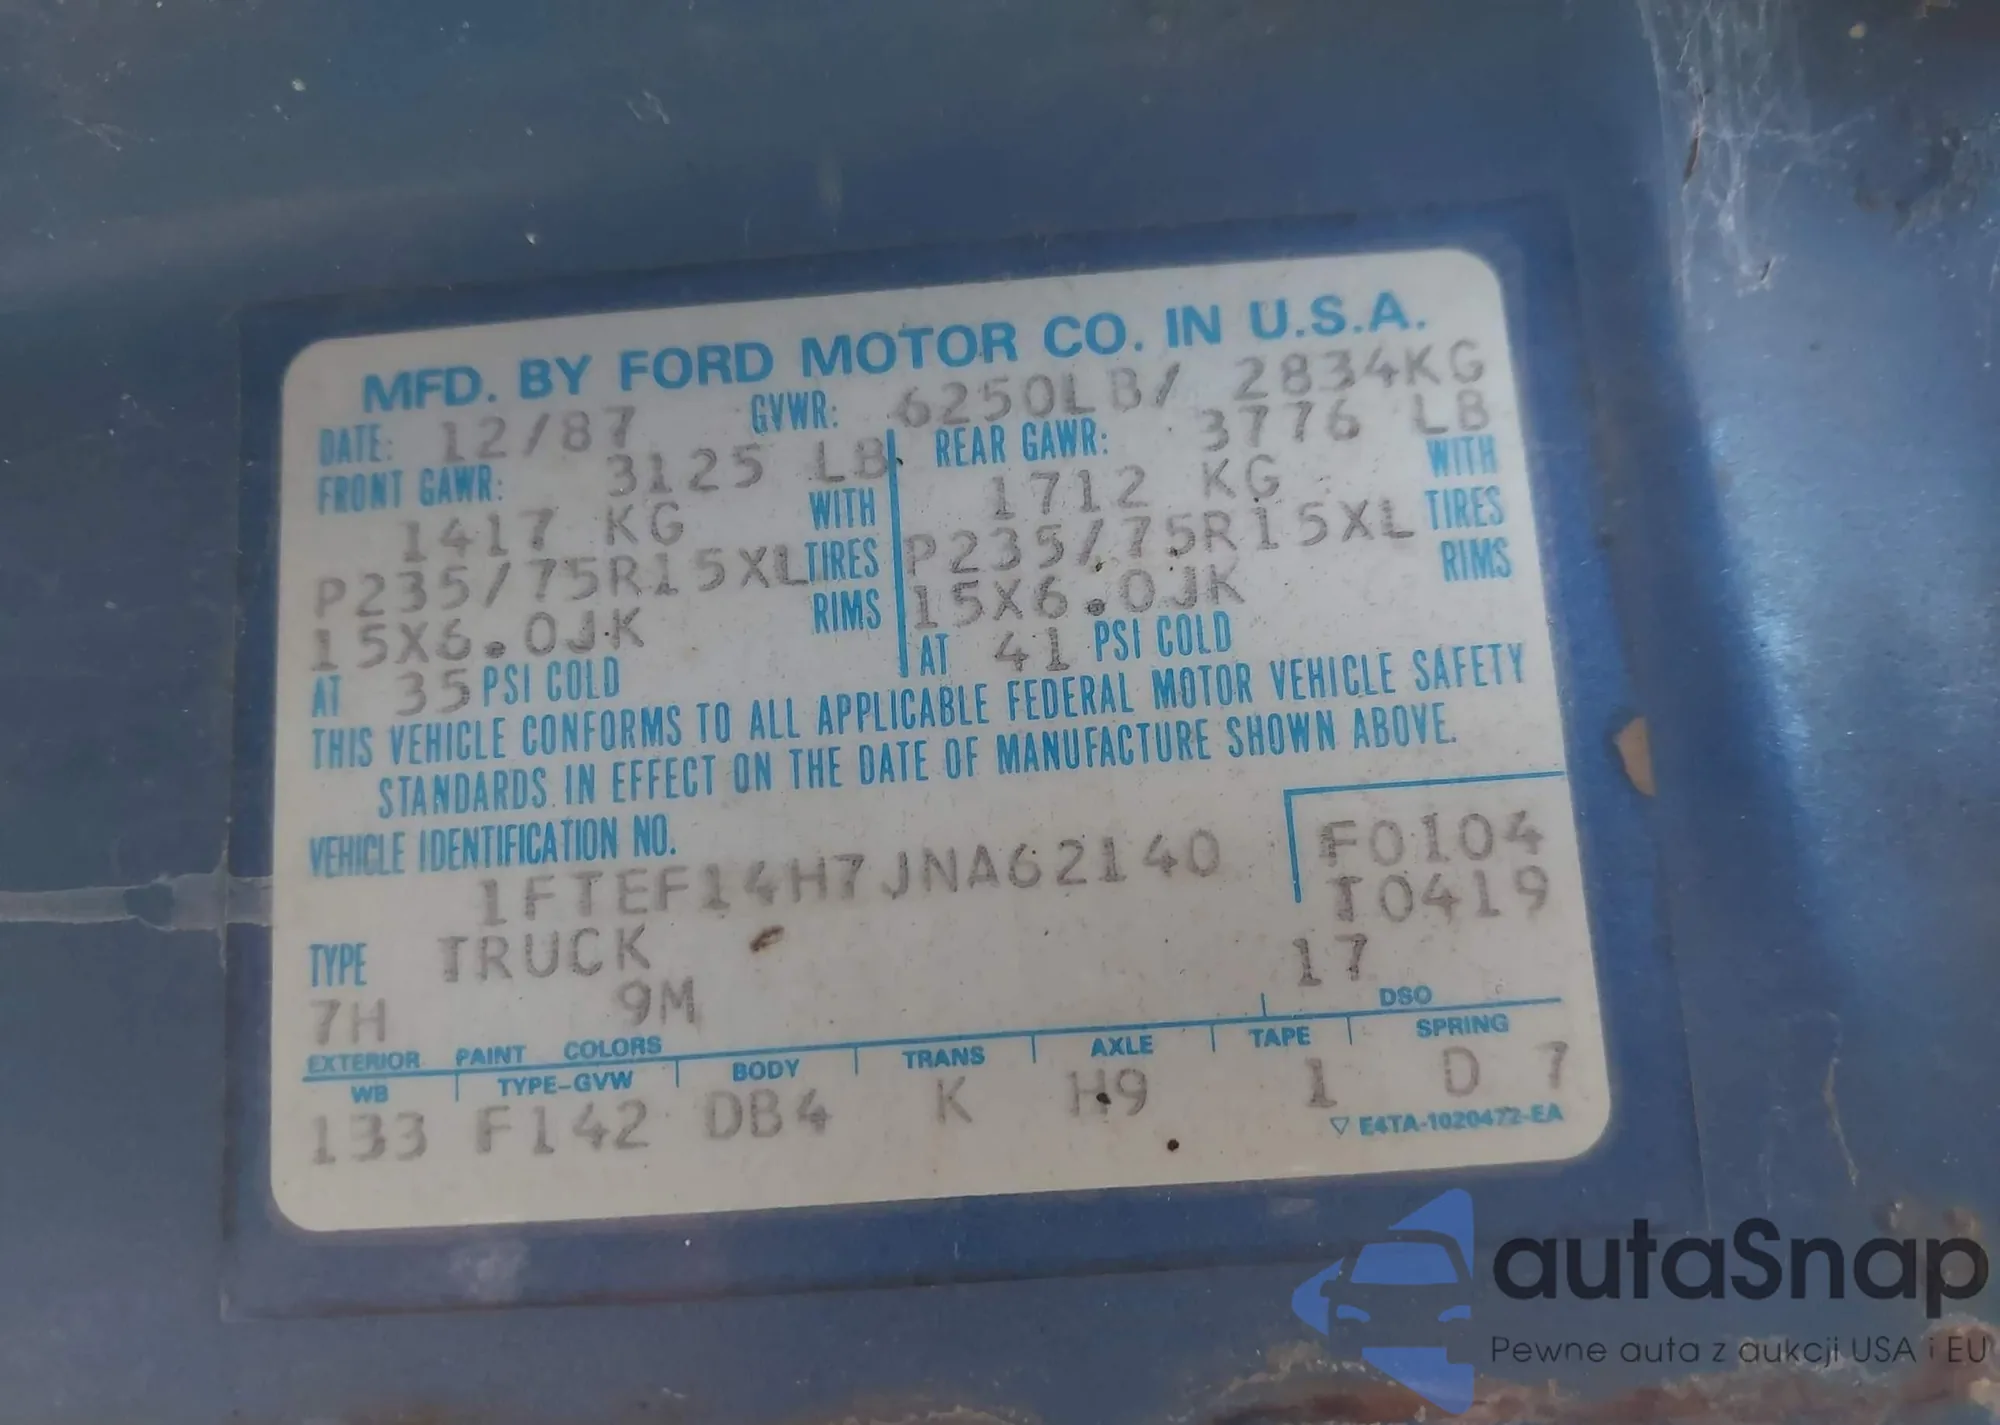 MFD. BY FORD MOTOR CO. IN U.S.A.
DATE: 12/87 GVWR: 6250LB/ 2834KG
FRONT GAWR: 3125 LB REAR GAWR: 3776 LB
1417 KG WITH 1712 KG WITH
P235/75R15XL TIRES P235/75R15XL TIRES
15X6.0JK RIMS 15X6.0JK RIMS
AT 35 PSI COLD AT 41 PSI COLD
THIS VEHICLE CONFORMS TO ALL APPLICABLE FEDERAL MOTOR VEHICLE SAFETY
STANDARDS IN EFFECT ON THE DATE OF MANUFACTURE SHOWN ABOVE.
VEHICLE IDENTIFICATION NO. F0104
1FTEF14H7JNA62140 T0419
TYPE TRUCK 17
7H 9M
EXTERIOR PAINT COLORS DSO
WB TYPE-GVW BODY TRANS AXLE TAPE SPRING
133 F142 DB4 K H9 1 D 7
▽ E4TA-1020472-EA
autaSnap
Pewne auta z aukcji USA i EU